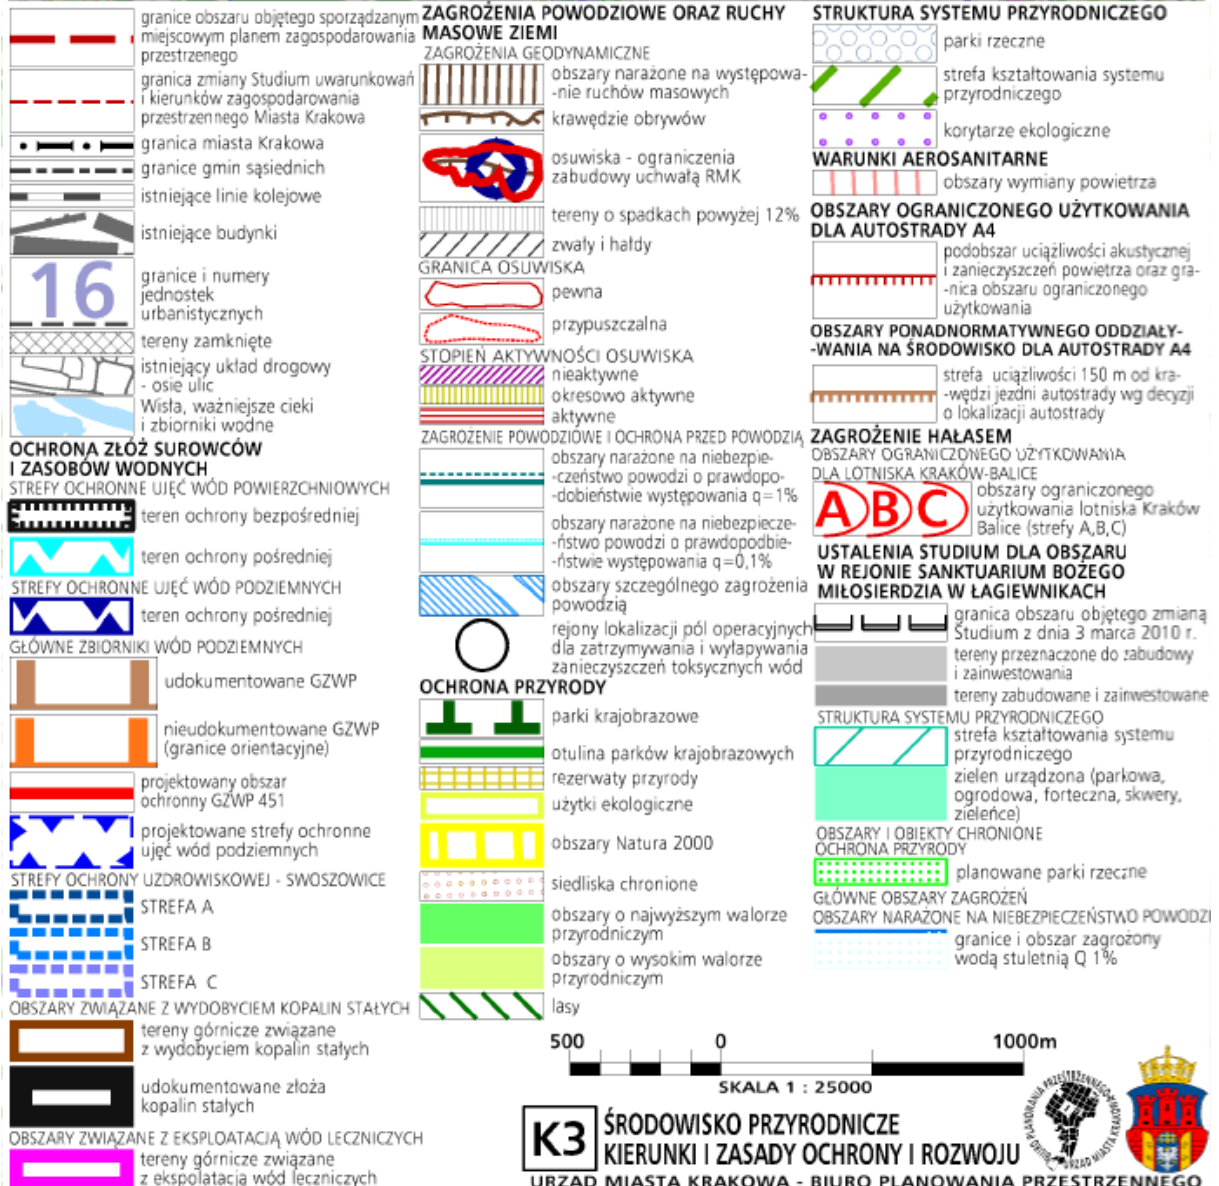 granice obszaru objętego sporządzanym
miejscowym planem zagospodarowania
przestrzenego
granica zmiany Studium uwarunkowań
i kierunków zagospodarowania
przestrzennego Miasta Krakowa
granica miasta Krakowa
granice gmin sąsiednich
istniejące linie kolejowe
istniejące budynki
16
granice i numery
jednostek
urbanistycznych
tereny zamknięte
istniejący układ drogowy
- osie ulic
Wisła, ważniejsze cieki
i zbiorniki wodne
OCHRONA ZŁÓŻ SUROWCÓW
I ZASOBÓW WODNYCH
STREFY OCHRONNE UJĘĆ WÓD POWIERZCHNIOWYCH
teren ochrony bezpośredniej
teren ochrony pośredniej
STREFY OCHRONNE UJĘĆ WÓD PODZIEMNYCH
teren ochrony pośredniej
GŁÓWNE ZBIORNIKI WÓD PODZIEMNYCH
udokumentowane GZWP
nieudokumentowane GZWP
(granice orientacyjne)
projektowany obszar
ochronny GZWP 451
projektowane strefy ochronne
ujęć wód podziemnych
STREFY OCHRONY UZDROWISKOWEJ - SWOSZOWICE
STREFA A
STREFA B
STREFA C
OBSZARY ZWIĄZANE Z WYDOBYCIEM KOPALIN STAŁYCH
tereny górnicze związane
z wydobyciem kopalin stałych
udokumentowane złoża
kopalin stałych
OBSZARY ZWIĄZANE Z EKSPLOATACJĄ WÓD LECZNICZYCH
tereny górnicze związane
z ekspolatacją wód leczniczych
ZAGROŻENIA POWODZIOWE ORAZ RUCHY
MASOWE ZIEMI
ZAGROŻENIA GEODYNAMICZNE
obszary narażone na występowa-
-nie ruchów masowych
krawędzie obrywów
osuwiska - ograniczenia
zabudowy uchwałą RMK
tereny o spadkach powyżej 12%
zwały i hałdy
GRANICA OSUWISKA
pewna
przypuszczalna
STOPIEŃ AKTYWNOŚCI OSUWISKA
nieaktywne
okresowo aktywne
aktywne
ZAGROŻENIE POWODZIOWE I OCHRONA PRZED POWODZIĄ
obszary narażone na niebezpie-
-czeństwo powodzi o prawdopo-
-dobieństwie występowania q=1%
obszary narażone na niebezpiecze-
-ństwo powodzi o prawdopodbie-
-ństwie występowania q=0,1%
obszary szczególnego zagrożenia
powodzią
rejony lokalizacji pól operacyjnych
dla zatrzymywania i wyłapywania
zanieczyszczeń toksycznych wód
OCHRONA PRZYRODY
parki krajobrazowe
otulina parków krajobrazowych
rezerwaty przyrody
użytki ekologiczne
obszary Natura 2000
siedliska chronione
obszary o najwyższym walorze
przyrodniczym
obszary o wysokim walorze
przyrodniczym
lasy
STRUKTURA SYSTEMU PRZYRODNICZEGO
parki rzeczne
strefa kształtowania systemu
przyrodniczego
korytarze ekologiczne
WARUNKI AEROSANITARNE
obszary wymiany powietrza
OBSZARY OGRANICZONEGO UŻYTKOWANIA
DLA AUTOSTRADY A4
podobszar uciążliwości akustycznej
i zanieczyszczeń powietrza oraz gra-
-nica obszaru ograniczonego
użytkowania
OBSZARY PONADNORMATYWNEGO ODDZIAŁY-
-WANIA NA ŚRODOWISKO DLA AUTOSTRADY A4
strefa uciążliwości 150 m od kra-
-wędzi jezdni autostrady wg decyzji
o lokalizacji autostrady
ZAGROŻENIE HAŁASEM
OBSZARY OGRANICZONEGO UŻYTKOWANIA
DLA LOTNISKA KRAKÓW-BALICE
ABC
obszary ograniczonego
użytkowania lotniska Kraków
Balice (strefy A,B,C)
USTALENIA STUDIUM DLA OBSZARU
W REJONIE SANKTUARIUM BOŻEGO
MIŁOSIERDZIA W ŁAGIEWNIKACH
granica obszaru objętego zmianą
Studium z dnia 3 marca 2010 r.
tereny przeznaczone do zabudowy
i zainwestowania
tereny zabudowane i zainwestowane
STRUKTURA SYSTEMU PRZYRODNICZEGO
strefa kształtowania systemu
przyrodniczego
zielen urządzona (parkowa,
ogrodowa, forteczna, skwery,
zieleńce)
OBSZARY I OBIEKTY CHRONIONE
OCHRONA PRZYRODY
planowane parki rzeczne
GŁÓWNE OBSZARY ZAGROŻEŃ
OBSZARY NARAŻONE NA NIEBEZPIECZEŃSTWO POWODZI
granice i obszar zagrożony
wodą stuletnią Q 1%
500 0 1000m
SKALA 1 : 25000
K3
ŚRODOWISKO PRZYRODNICZE
KIERUNKI I ZASADY OCHRONY I ROZWOJU
URZĄD MIASTA KRAKOWA - BIURO PLANOWANIA PRZESTRZENNEGO